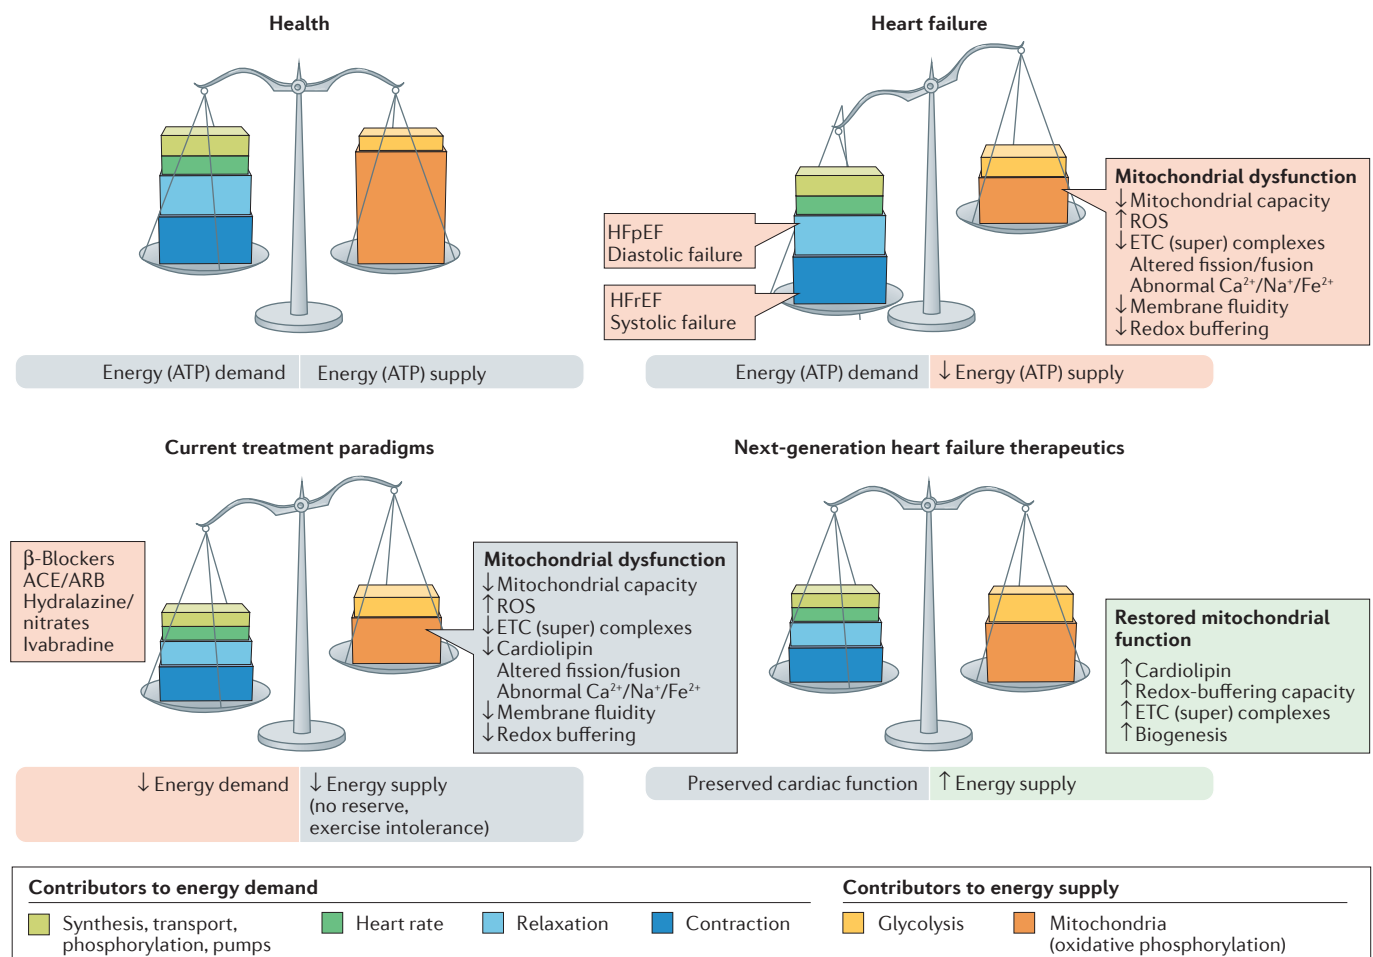 Health
Heart failure
HFpEF
Diastolic failure
HFrEF
Systolic failure
Mitochondrial dysfunction
↓ Mitochondrial capacity
↑ ROS
↓ ETC (super) complexes
Altered fission/fusion
Abnormal Ca²⁺/Na⁺/Fe²⁺
↓ Membrane fluidity
↓ Redox buffering
Energy (ATP) demand
Energy (ATP) supply
Energy (ATP) demand
↓ Energy (ATP) supply
Current treatment paradigms
Next-generation heart failure therapeutics
β-Blockers
ACE/ARB
Hydralazine/
nitrates
Ivabradine
Mitochondrial dysfunction
↓ Mitochondrial capacity
↑ ROS
↓ ETC (super) complexes
↓ Cardiolipin
Altered fission/fusion
Abnormal Ca²⁺/Na⁺/Fe²⁺
↓ Membrane fluidity
↓ Redox buffering
Restored mitochondrial
function
↑ Cardiolipin
↑ Redox-buffering capacity
↑ ETC (super) complexes
↑ Biogenesis
↓ Energy demand
↓ Energy supply
(no reserve,
exercise intolerance)
Preserved cardiac function
↑ Energy supply
Contributors to energy demand
Synthesis, transport,
phosphorylation, pumps
Heart rate
Relaxation
Contraction
Contributors to energy supply
Glycolysis
Mitochondria
(oxidative phosphorylation)